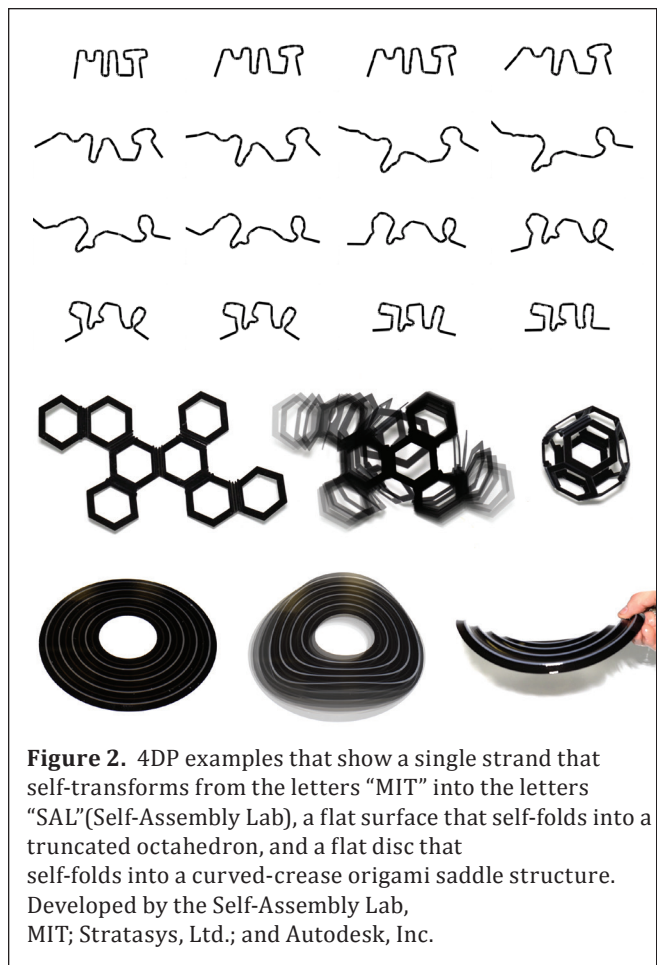 Figure 2. 4DP examples that show a single strand that
self-transforms from the letters “MIT” into the letters
“SAL”(Self-Assembly Lab), a flat surface that self-folds into a
truncated octahedron, and a flat disc that
self-folds into a curved-crease origami saddle structure.
Developed by the Self-Assembly Lab,
MIT; Stratasys, Ltd.; and Autodesk, Inc.